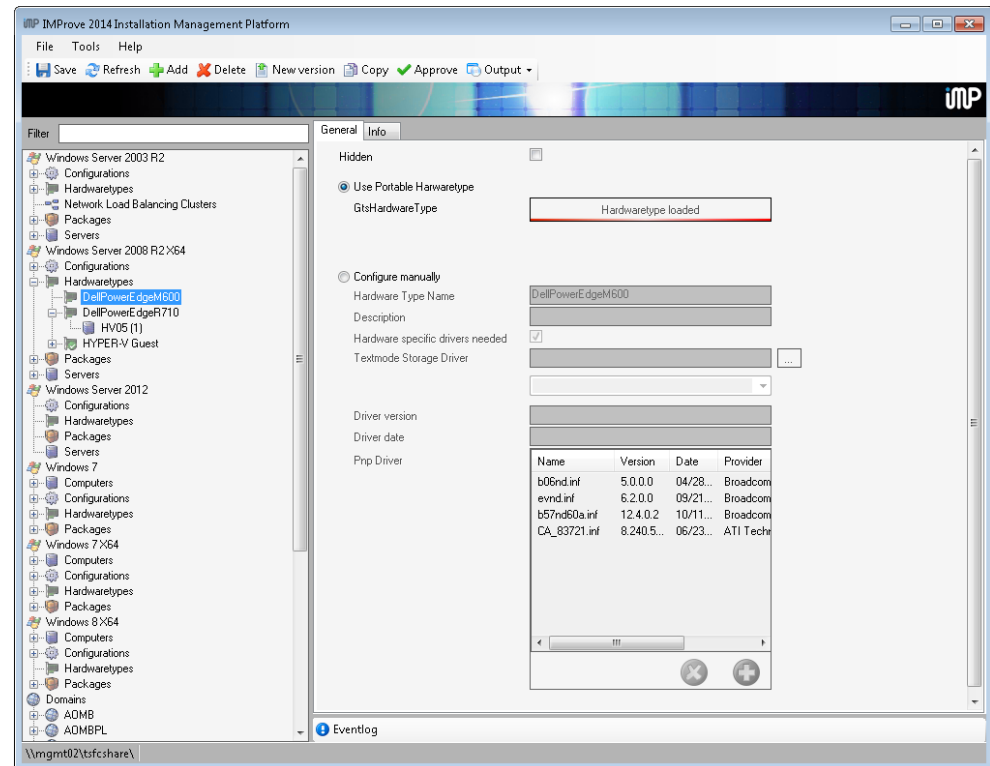 iMP IMProve 2014 Installation Management Platform
File Tools Help
Save Refresh Add Delete New version Copy Approve Output
iMP
Filter
General Info
Windows Server 2003 R2
Configurations
Hardwaretypes
Network Load Balancing Clusters
Packages
Servers
Windows Server 2008 R2 X64
Configurations
Hardwaretypes
DellPowerEdgeM600
DellPowerEdgeR710
HV05 (1)
HYPER-V Guest
Packages
Servers
Windows Server 2012
Configurations
Hardwaretypes
Packages
Servers
Windows 7
Computers
Configurations
Hardwaretypes
Packages
Windows 7 X64
Computers
Configurations
Hardwaretypes
Packages
Windows 8 X64
Computers
Configurations
Hardwaretypes
Packages
Domains
AOMB
AOMBPL
Hidden
Use Portable Harwaretype
GtsHardwareType Hardwaretype loaded
Configure manually
Hardware Type Name DellPowerEdgeM600
Description
Hardware specific drivers needed
Textmode Storage Driver ...
Driver version
Driver date
Pnp Driver
Name Version Date Provider
b06nd.inf 5.0.0.0 04/28... Broadcom
evnd.inf 6.2.0.0 09/21... Broadcom
b57nd60a.inf 12.4.0.2 10/11... Broadcom
CA_83721.inf 8.240.5... 06/23... ATI Techn
Eventlog
\\mgmt02\tsfcshare\